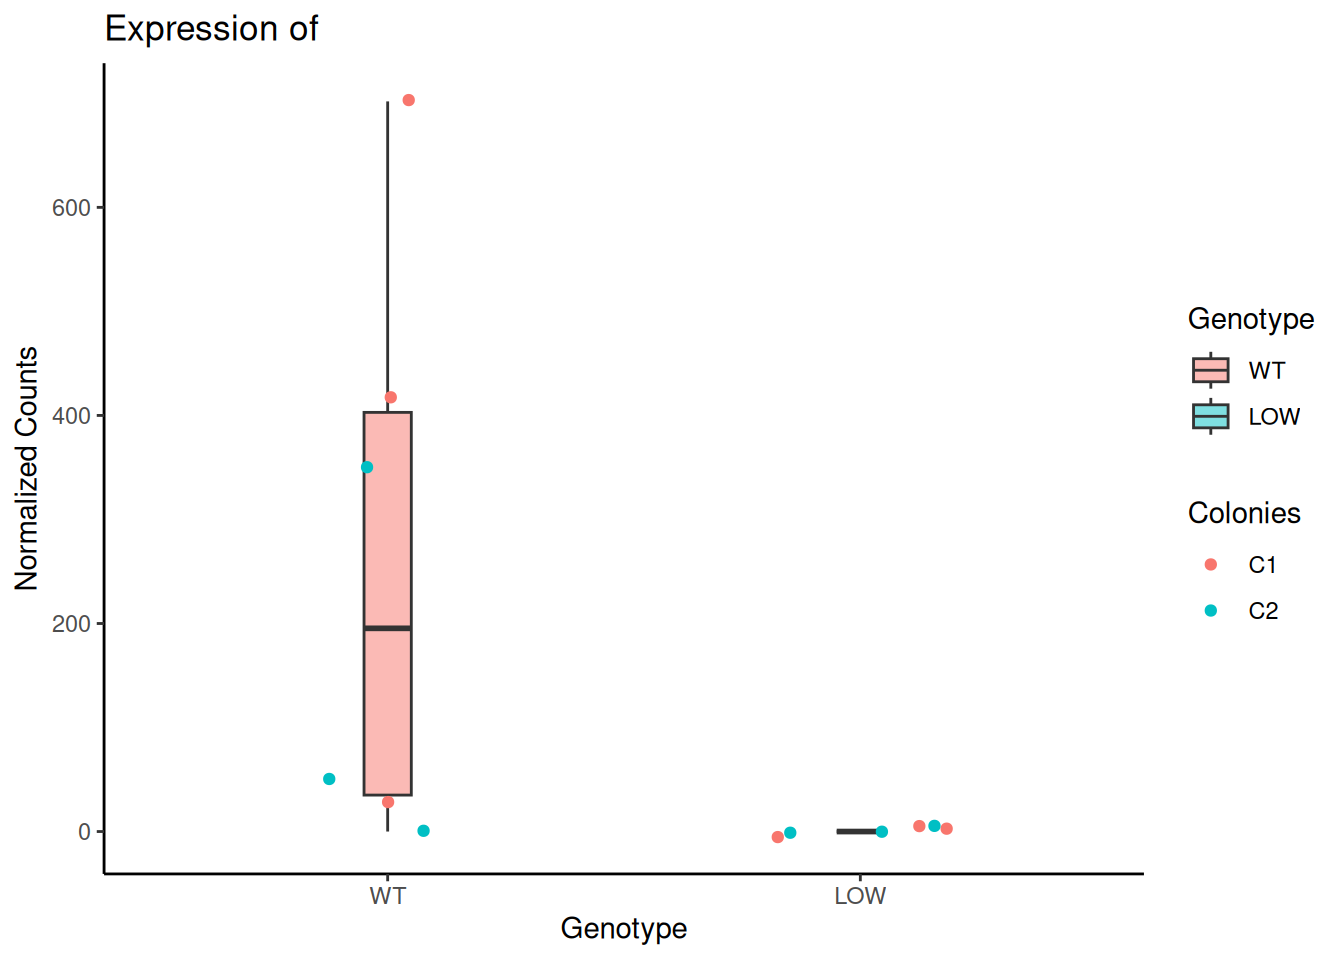 Expression of
Normalized Counts
600
400
200
0
WT
LOW
Genotype
Genotype
WT
LOW
Colonies
C1
C2